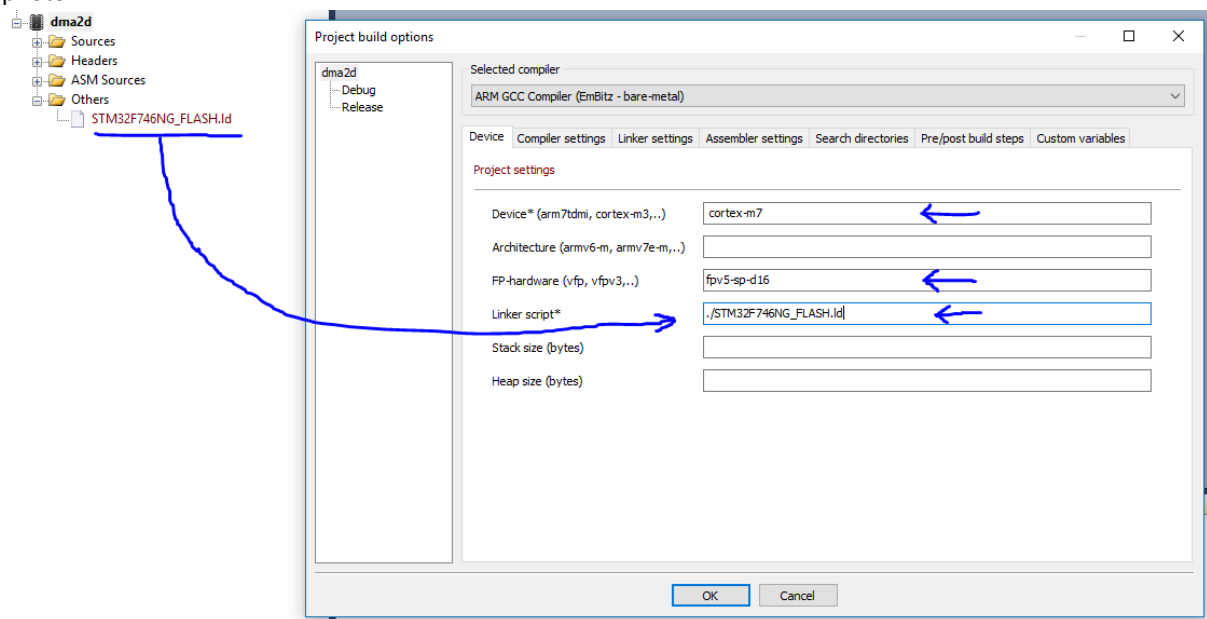 dma2d
Sources
Headers
ASM Sources
Others
STM32F746NG_FLASH.ld
Project build options
dma2d
Debug
Release
Selected compiler
ARM GCC Compiler (EmBitz - bare-metal)
Device Compiler settings Linker settings Assembler settings Search directories Pre/post build steps Custom variables
Project settings
Device* (arm7tdmi, cortex-m3,..) cortex-m7
Architecture (armv6-m, armv7e-m,..)
FP-hardware (vfp, vfpv3,..) fpv5-sp-d16
Linker script* ./STM32F746NG_FLASH.ld
Stack size (bytes)
Heap size (bytes)
OK Cancel